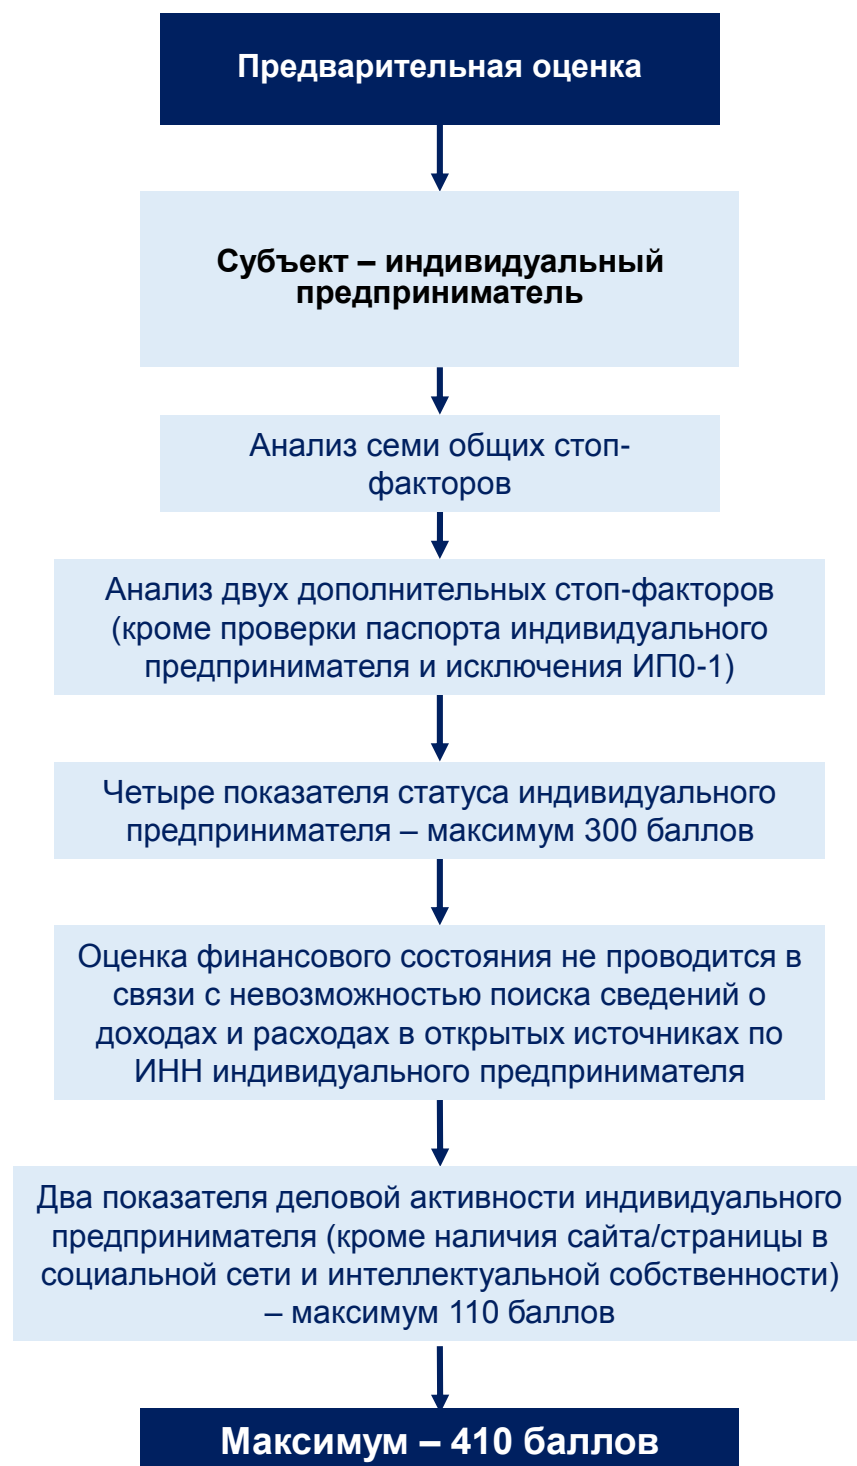 Предварительная оценка
Субъект – индивидуальный
предприниматель
Анализ семи общих стоп-
факторов
Анализ двух дополнительных стоп-факторов
(кроме проверки паспорта индивидуального
предпринимателя и исключения ИП0-1)
Четыре показателя статуса индивидуального
предпринимателя – максимум 300 баллов
Оценка финансового состояния не проводится в
связи с невозможностью поиска сведений о
доходах и расходах в открытых источниках по
ИНН индивидуального предпринимателя
Два показателя деловой активности индивидуального
предпринимателя (кроме наличия сайта/страницы в
социальной сети и интеллектуальной собственности)
– максимум 110 баллов
Максимум – 410 баллов